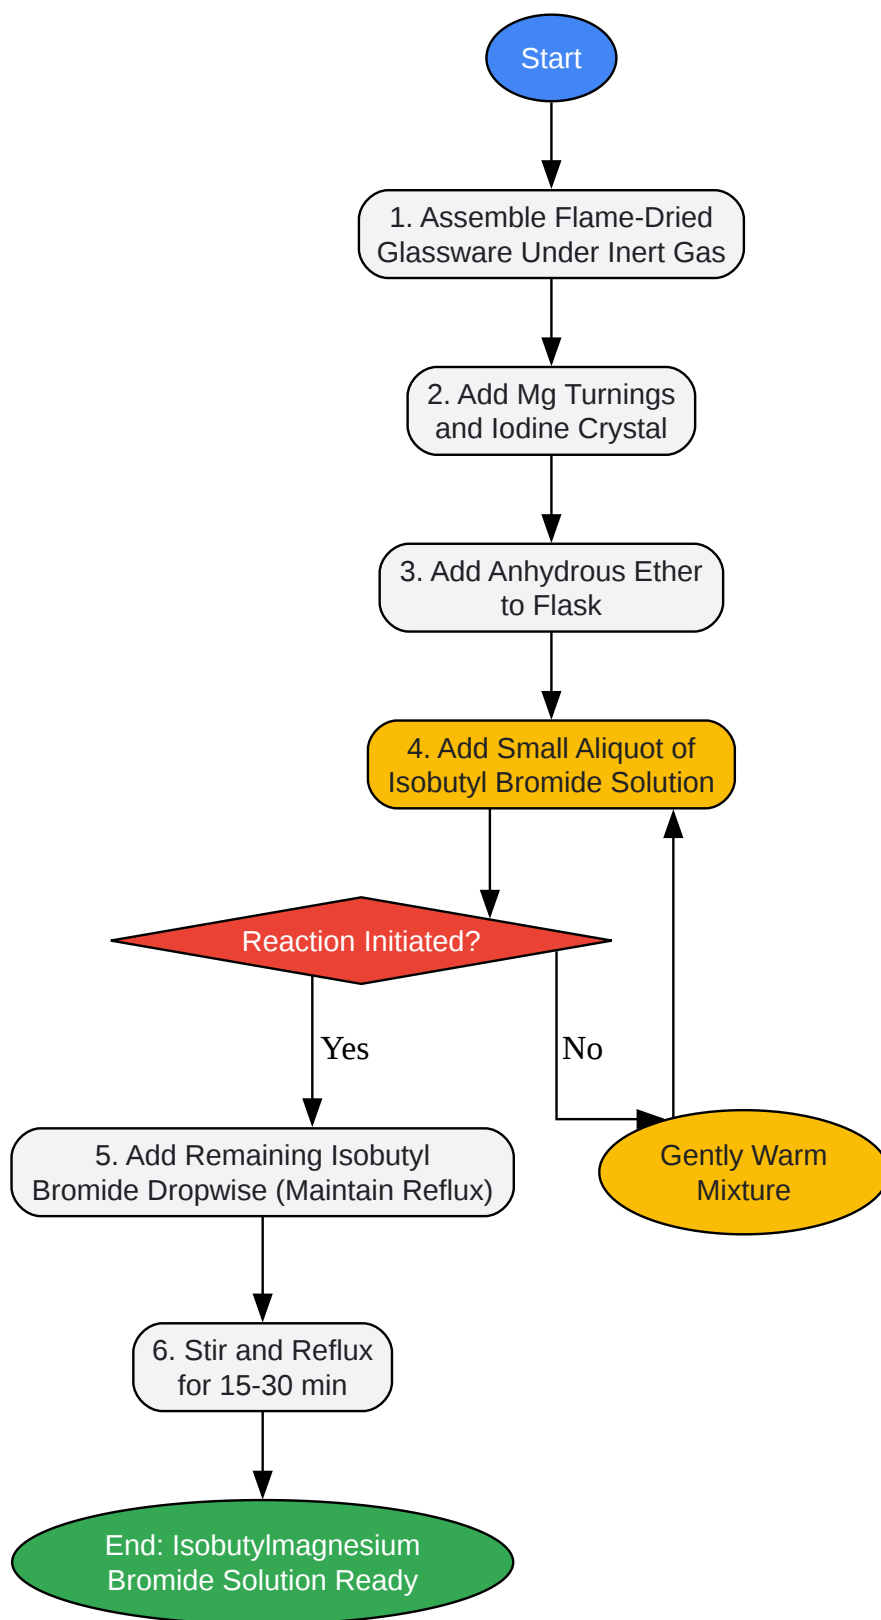 Start
1. Assemble Flame-Dried
Glassware Under Inert Gas
2. Add Mg Turnings
and Iodine Crystal
3. Add Anhydrous Ether
to Flask
4. Add Small Aliquot of
Isobutyl Bromide Solution
Reaction Initiated?
Yes
No
5. Add Remaining Isobutyl
Bromide Dropwise (Maintain Reflux)
Gently Warm
Mixture
6. Stir and Reflux
for 15-30 min
End: Isobutylmagnesium
Bromide Solution Ready